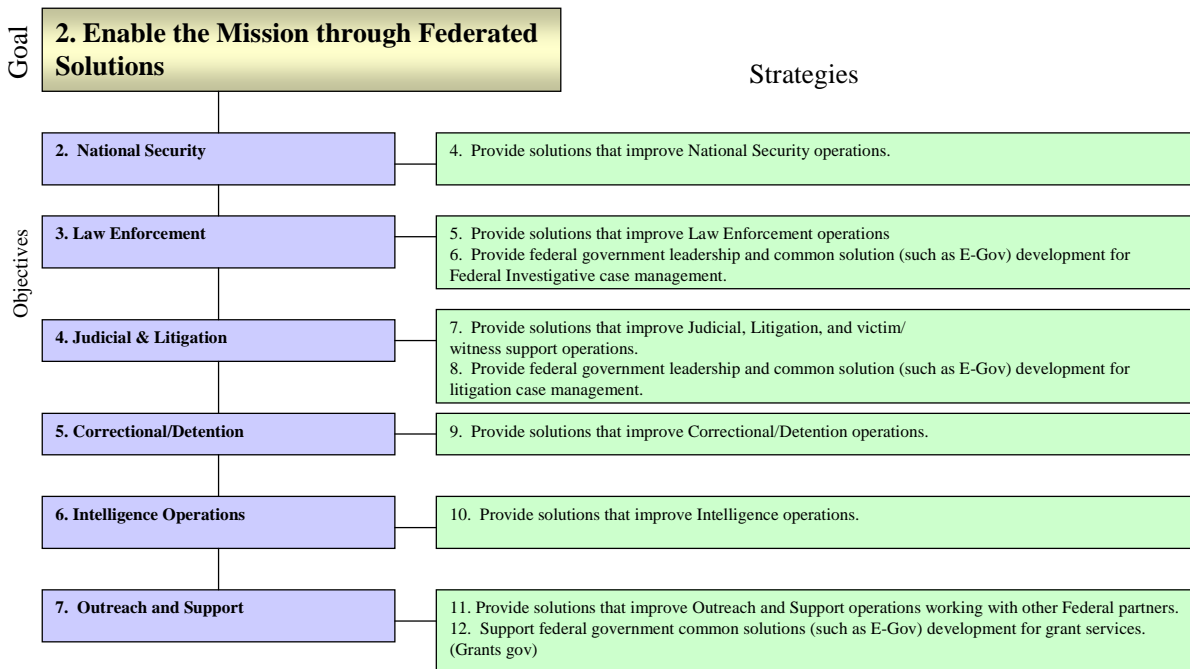 Goal
2. Enable the Mission through Federated
Solutions
Strategies
Objectives
2.  National Security
4.  Provide solutions that improve National Security operations.
3. Law Enforcement
5.  Provide solutions that improve Law Enforcement operations
6.  Provide federal government leadership and common solution (such as E-Gov) development for
Federal Investigative case management.
4. Judicial & Litigation
7.  Provide solutions that improve Judicial, Litigation, and victim/
witness support operations.
8.  Provide federal government leadership and common solution (such as E-Gov) development for
litigation case management.
5. Correctional/Detention
9.  Provide solutions that improve Correctional/Detention operations.
6. Intelligence Operations
10.  Provide solutions that improve Intelligence operations.
7.  Outreach and Support
11. Provide solutions that improve Outreach and Support operations working with other Federal partners.
12.  Support federal government common solutions (such as E-Gov) development for grant services.
(Grants gov)